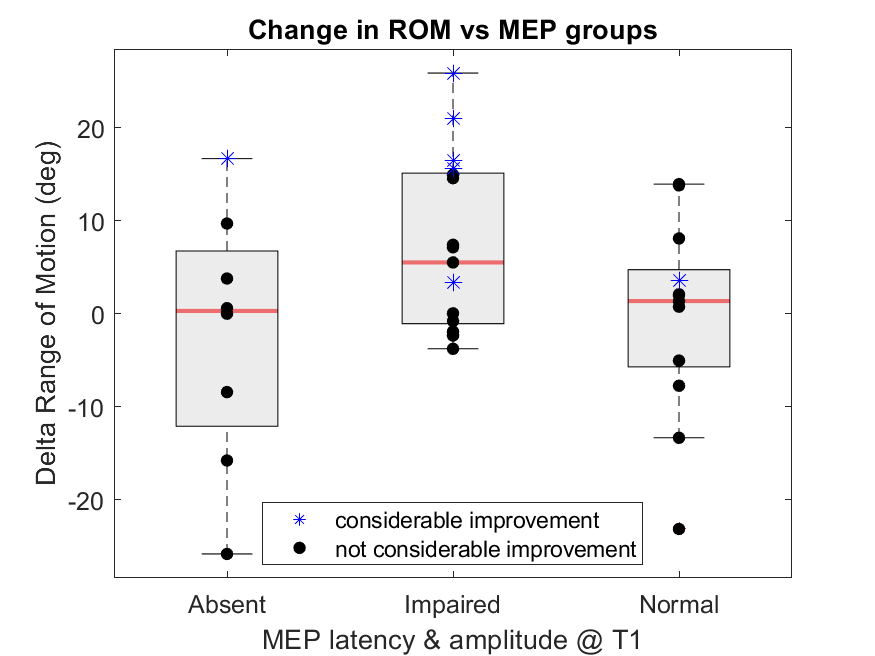 Change in ROM vs MEP groups
Delta Range of Motion (deg)
20
10
0
-10
-20
considerable improvement
not considerable improvement
Absent Impaired Normal
MEP latency & amplitude @ T1